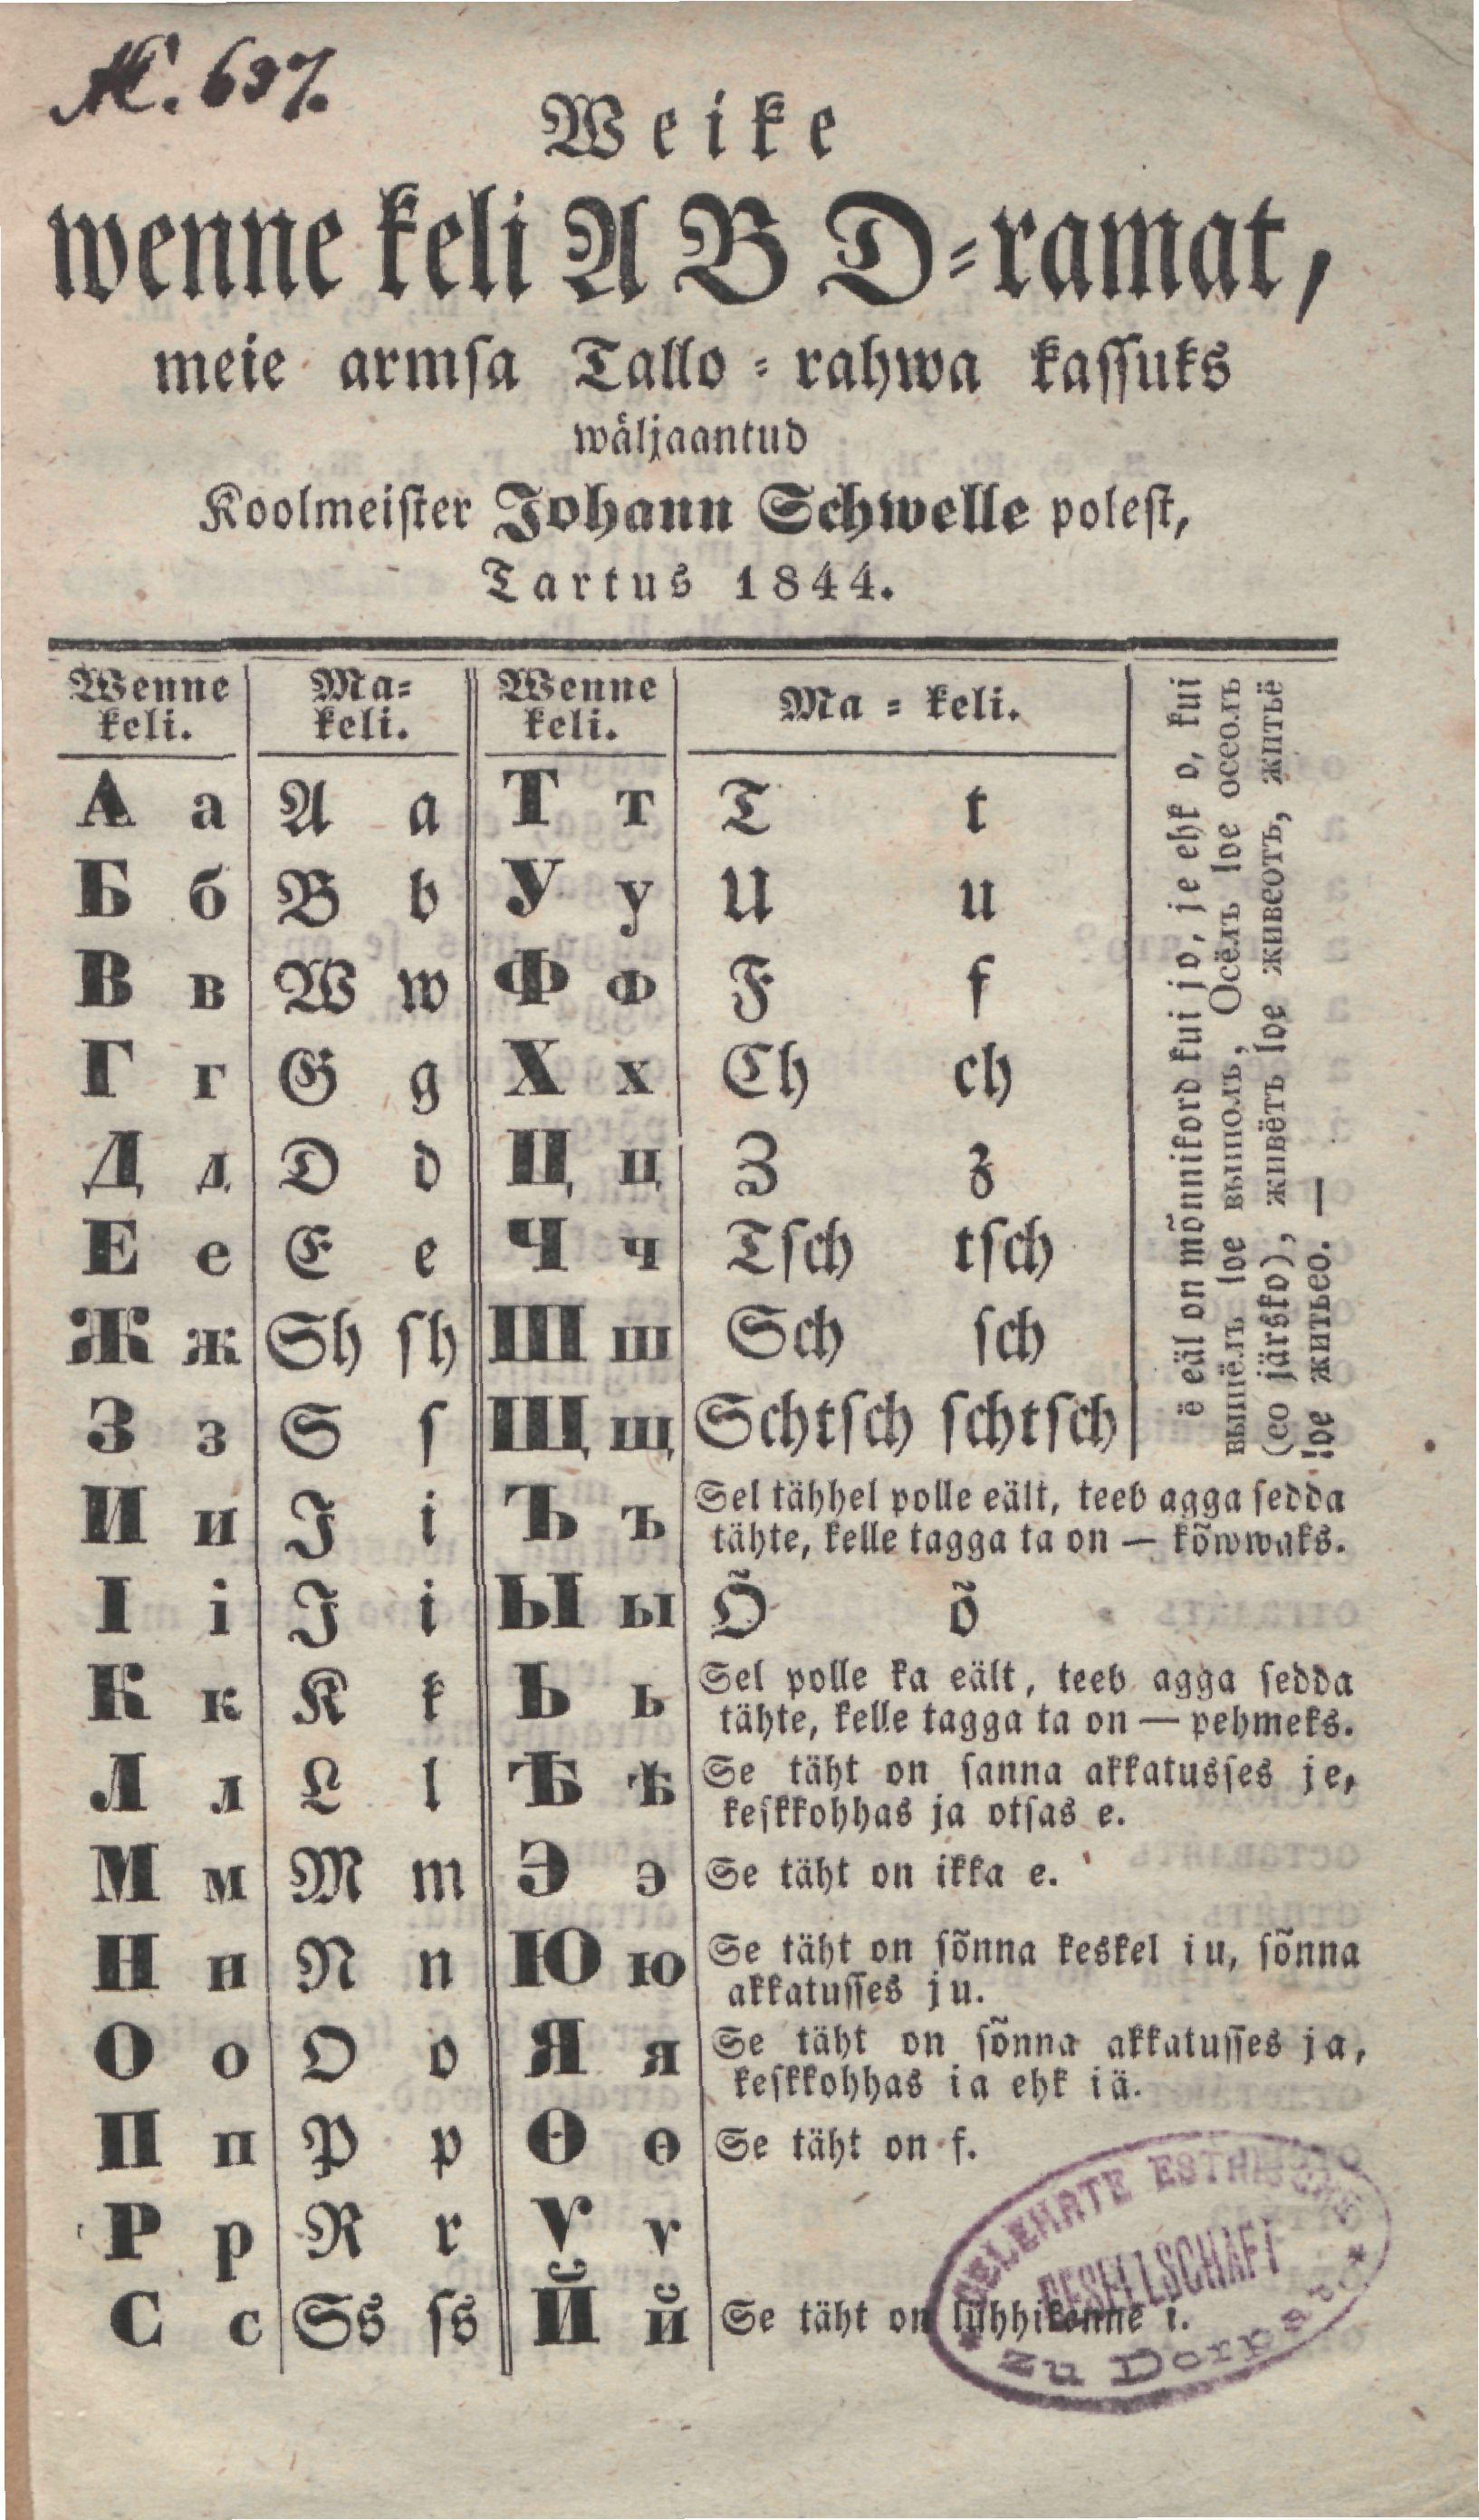 №. 637.
Weike
wenne keli A B D-ramat,
meie armsa Tallo-rahwa kassuks
wäljaantud
Koolmeister Johann Schwelle polest,
Tartus 1844.
Wenne keli. Ma-keli. Wenne keli. Ma-keli.
А а A a Т т T t
Б б B b У у U u
В в W w Ф ф F f
Г г G g Х х Ch ch
Д д D d Ц ц Z z
Е е E e Ч ч Tsch tsch
Ж ж Sh sh Ш ш Sch sch
З з S s Щ щ Schtsch schtsch
И и I i Ъ ъ Sel tähhel polle eält, teeb agga sedda
tähte, kelle tagga ta on — kõwwaks.
І і I i Ы ы Õ õ
К к K k Ь ь Sel polle ka eält, teeb agga sedda
tähte, kelle tagga ta on — pehmeks.
Л л L l Ѣ ѣ Se täht on sanna akkatusses je,
keskkohhas ja otsas e.
М м M m Э э Se täht on ikka e.
Н н N n Ю ю Se täht on sõnna keskel iu, sõnna
akkatusses ju.
О о O o Я я Se täht on sõnna akkatusses ja,
keskkohhas ia ehk iä.
П п P p Ѳ ѳ Se täht on f.
Р р R r Ѵ ѵ
С с Ss ss Й й Se täht on lühhikenne i.
ё eäl on mõnnikord kui jo, je ehk o, kui
вышёлъ loe вышолъ, Осёлъ loe оссолъ
(ео järsko), живётъ loe живеотъ, житьё
loe житьео. —
GELEHRTE ESTNISCHE
GESELLSCHAFT
zu Dorpat